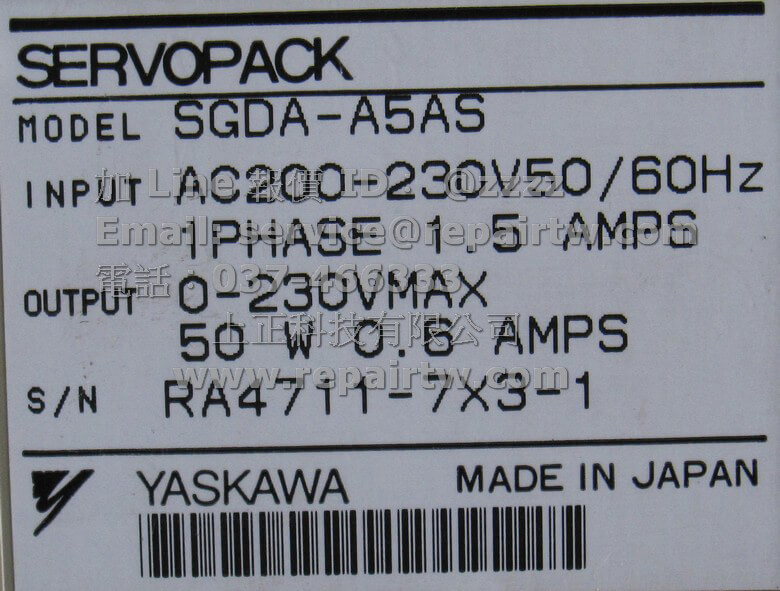 SERVOPACK
MODEL SGDA-A5AS
INPUT AC200-230V50/60Hz
加 Line 報價 ID: @zzzz
1PHASE 1.5 AMPS
Email: service@repairtw.com
電話：037-466333
OUTPUT 0-230VMAX
上正科技有限公司
50 W 0.6 AMPS
www.repairtw.com
S/N RA4711-7X3-1
YASKAWA MADE IN JAPAN